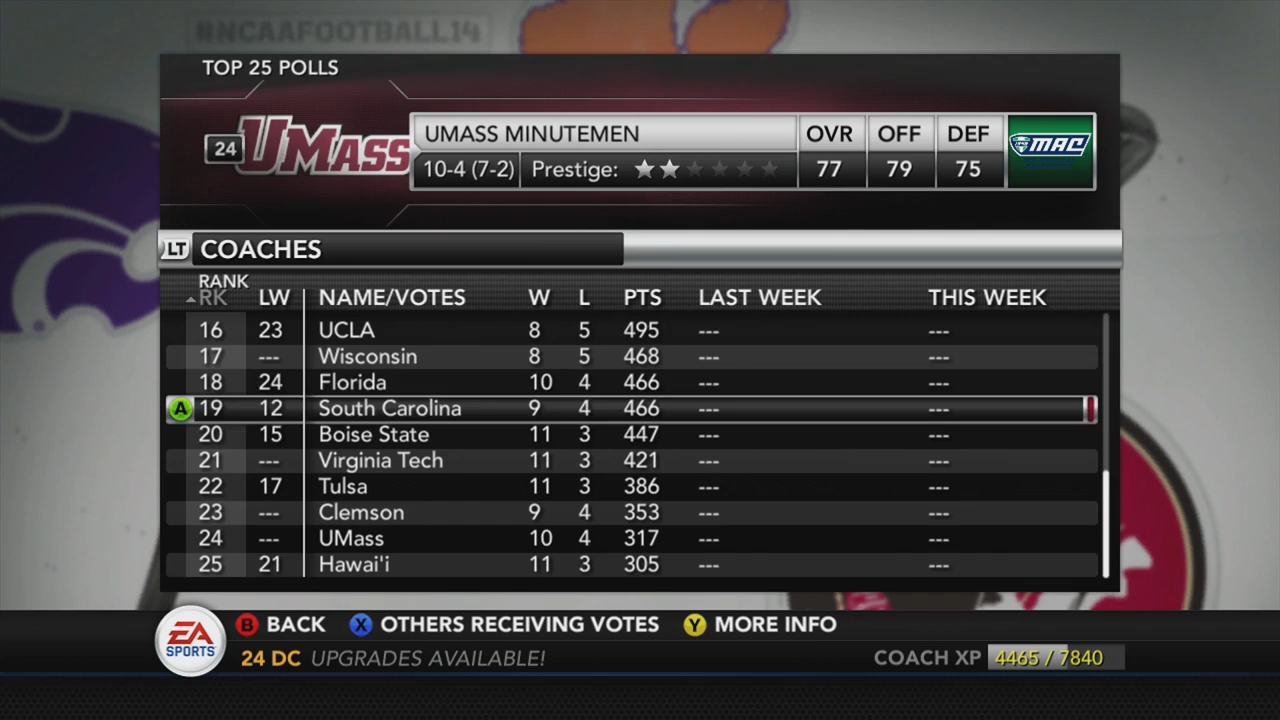 #NCAAFOOTBALL14
TOP 25 POLLS
24 UMASS
UMASS MINUTEMEN OVR OFF DEF MAC
10-4 (7-2) Prestige: 77 79 75
LT COACHES
RANK
RK LW NAME/VOTES W L PTS LAST WEEK THIS WEEK
16 23 UCLA 8 5 495 --- ---
17 --- Wisconsin 8 5 468 --- ---
18 24 Florida 10 4 466 --- ---
A 19 12 South Carolina 9 4 466 --- ---
20 15 Boise State 11 3 447 --- ---
21 --- Virginia Tech 11 3 421 --- ---
22 17 Tulsa 11 3 386 --- ---
23 --- Clemson 9 4 353 --- ---
24 --- UMass 10 4 317 --- ---
25 21 Hawai'i 11 3 305 --- ---
EA SPORTS
B BACK X OTHERS RECEIVING VOTES Y MORE INFO
24 DC UPGRADES AVAILABLE! COACH XP 4465 / 7840